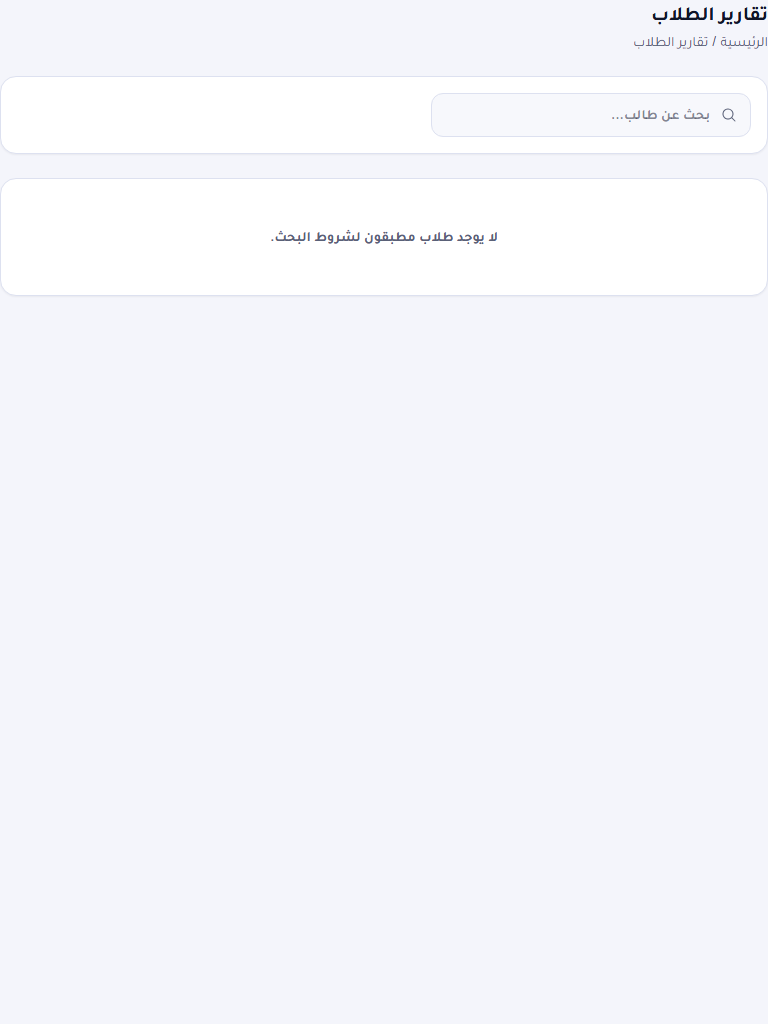 تقارير الطلاب
الرئيسية / تقارير الطلاب
بحث عن طالب...
لا يوجد طلاب مطبقون لشروط البحث.